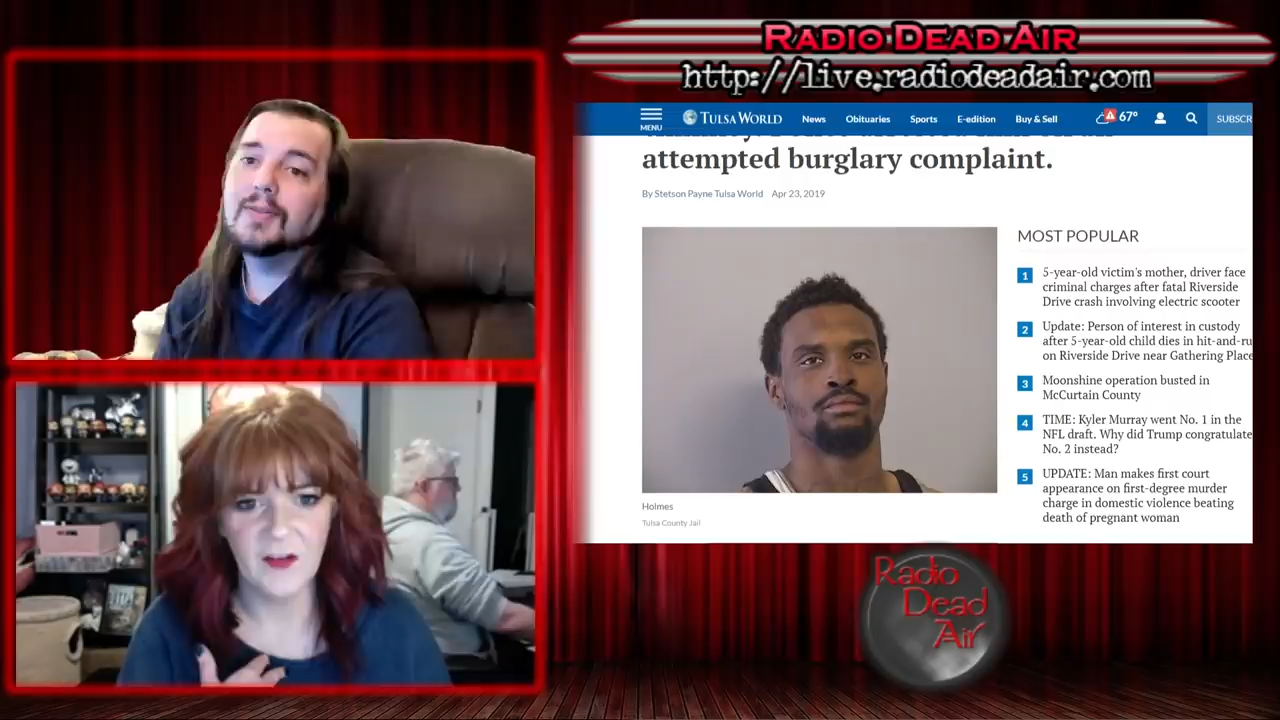 RADIO DEAD AIR
http://live.radiodeadair.com
MENU
TULSA WORLD
News
Obituaries
Sports
E-edition
Buy & Sell
67°
SUBSCR
attempted burglary complaint.
By Stetson Payne Tulsa World Apr 23, 2019
MOST POPULAR
1
5-year-old victim's mother, driver face
criminal charges after fatal Riverside
Drive crash involving electric scooter
2
Update: Person of interest in custody
after 5-year-old child dies in hit-and-ru
on Riverside Drive near Gathering Place
3
Moonshine operation busted in
McCurtain County
4
TIME: Kyler Murray went No. 1 in the
NFL draft. Why did Trump congratulate
No. 2 instead?
5
UPDATE: Man makes first court
appearance on first-degree murder
charge in domestic violence beating
death of pregnant woman
Holmes
Tulsa County Jail
Radio
Dead
Air